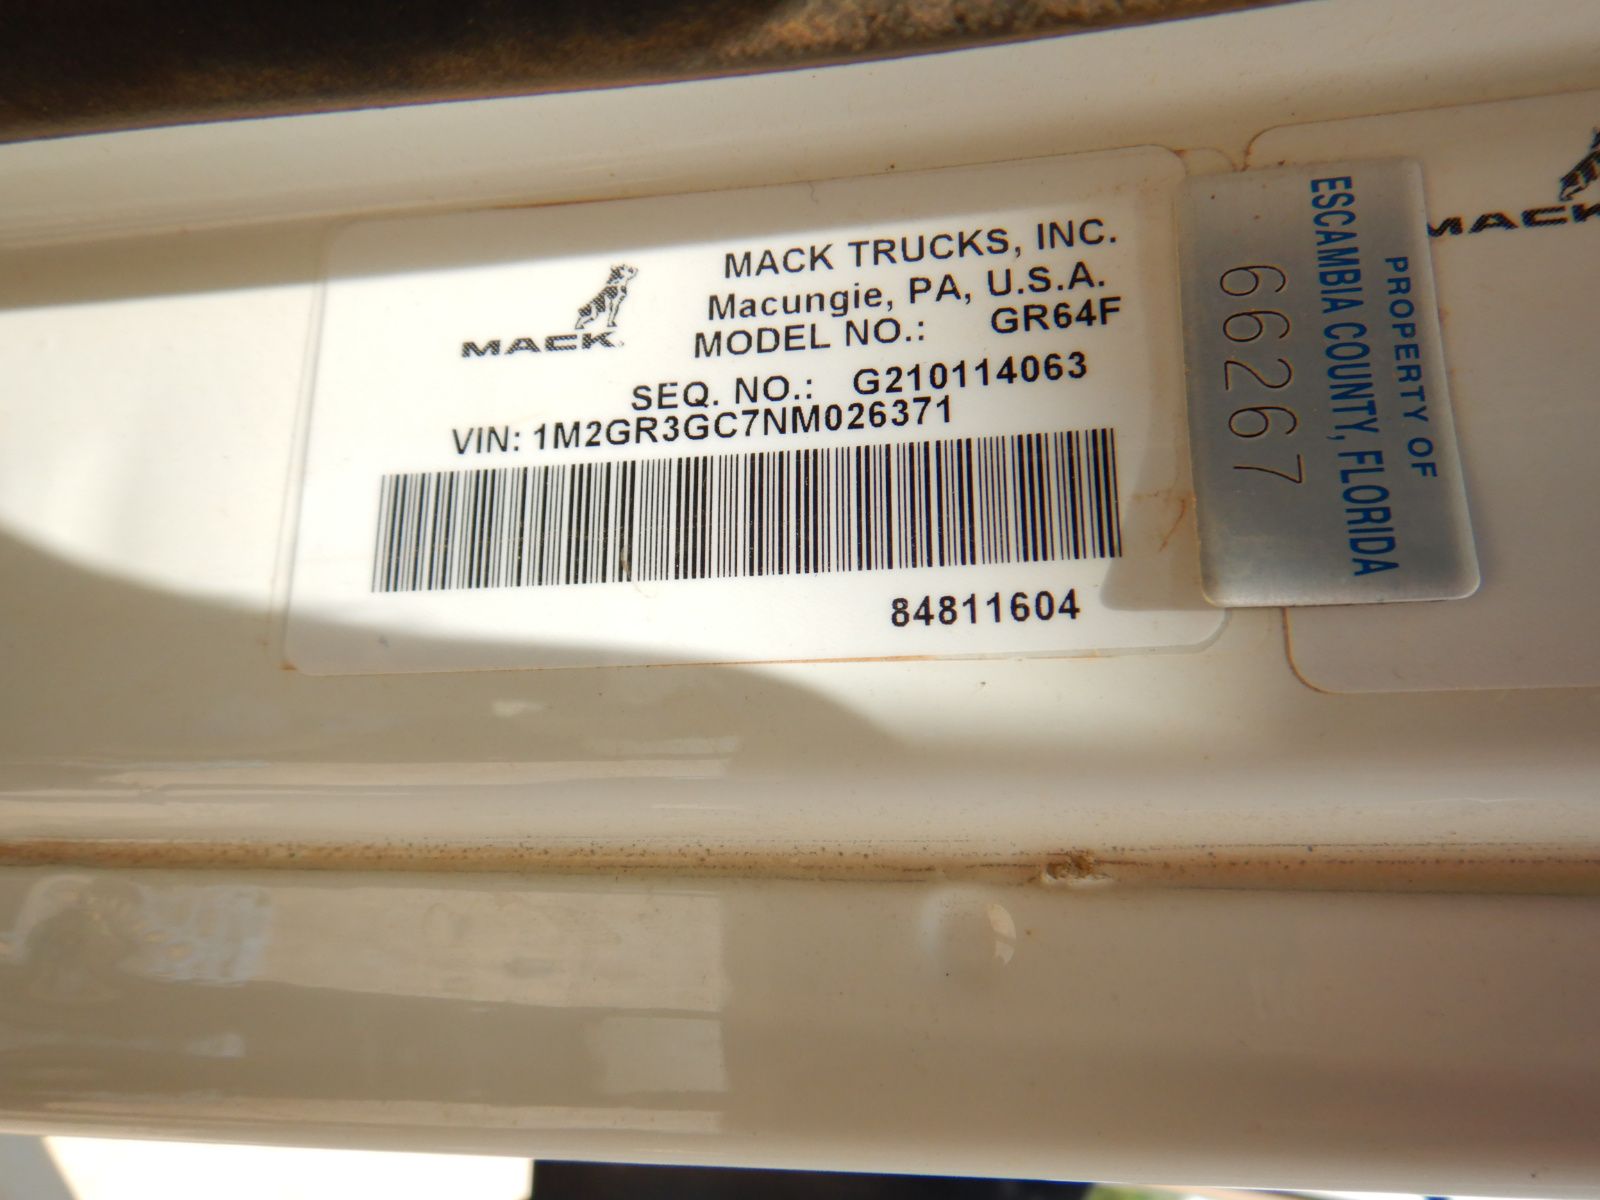 MACK TRUCKS, INC.
Macungie, PA, U.S.A.
MACK
MODEL NO.: GR64F
SEQ. NO.: G210114063
VIN: 1M2GR3GC7NM026371
84811604
PROPERTY OF
ESCAMBIA COUNTY, FLORIDA
66267
MACK